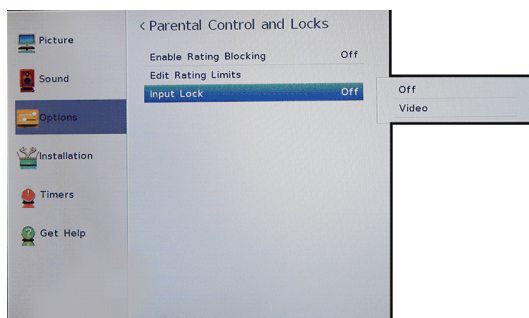 < Parental Control and Locks
Picture
Sound
Options
Installation
Timers
Get Help
Enable Rating Blocking Off
Edit Rating Limits
Input Lock Off
Off
Video